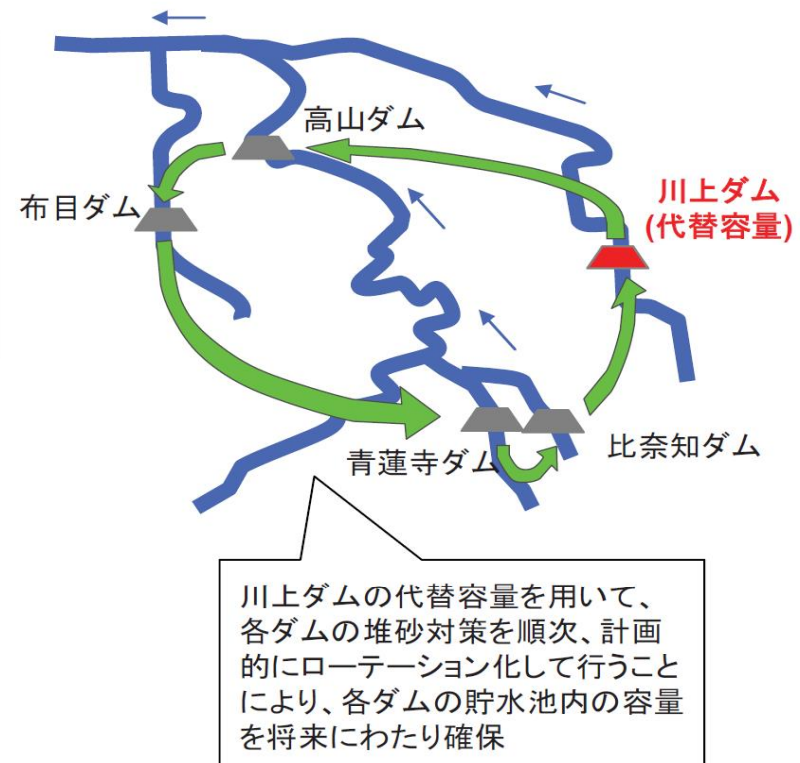 高山ダム
布目ダム
川上ダム
(代替容量)
青蓮寺ダム
比奈知ダム
川上ダムの代替容量を用いて、
各ダムの堆砂対策を順次、計画
的にローテーション化して行うこと
により、各ダムの貯水池内の容量
を将来にわたり確保